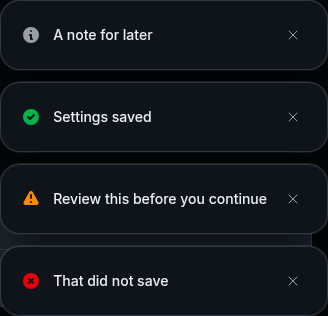 A note for later
Settings saved
Review this before you continue
That did not save